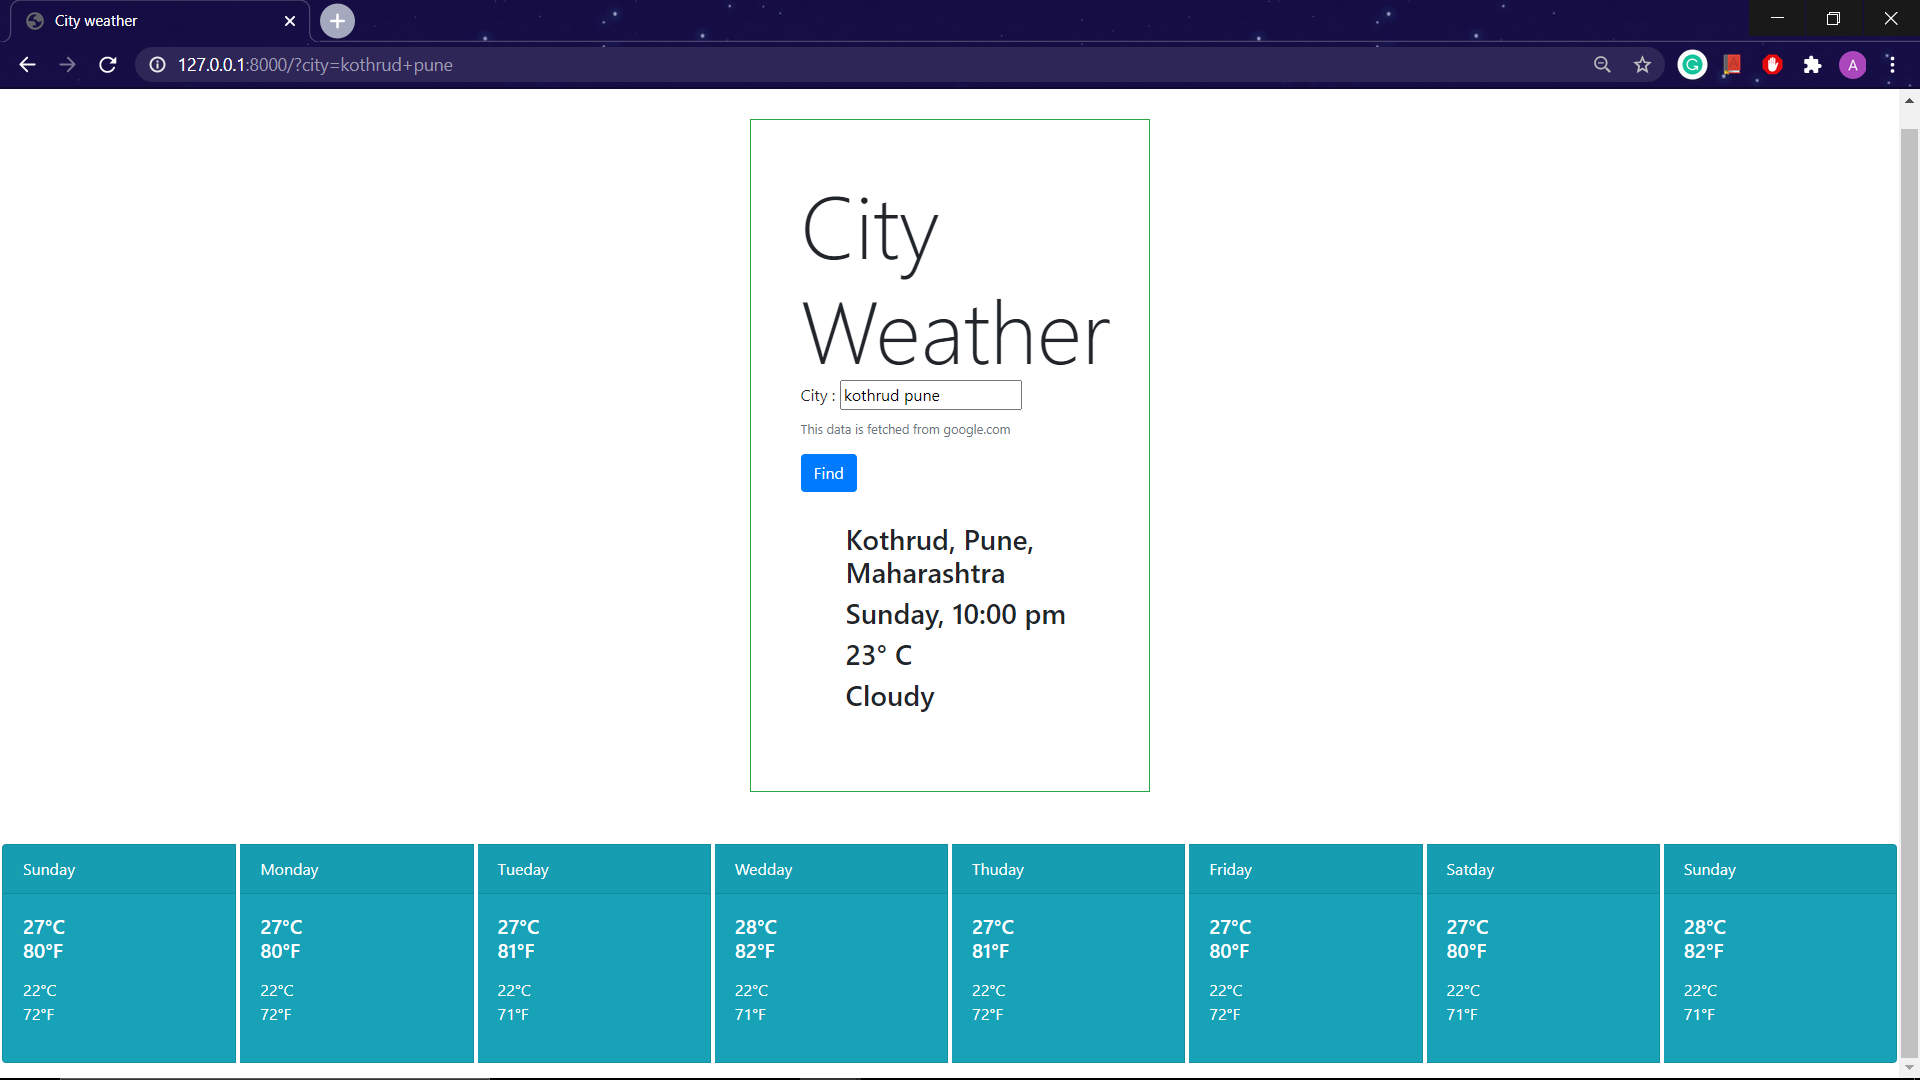 City weather
127.0.0.1:8000/?city=kothrud+pune
A
City
Weather
City : kothrud pune
This data is fetched from google.com
Find
Kothrud, Pune,
Maharashtra
Sunday, 10:00 pm
23° C
Cloudy
Sunday
27°C
80°F
22°C
72°F
Monday
27°C
80°F
22°C
72°F
Tueday
27°C
81°F
22°C
71°F
Wedday
28°C
82°F
22°C
71°F
Thuday
27°C
81°F
22°C
72°F
Friday
27°C
80°F
22°C
72°F
Satday
27°C
80°F
22°C
71°F
Sunday
28°C
82°F
22°C
71°F